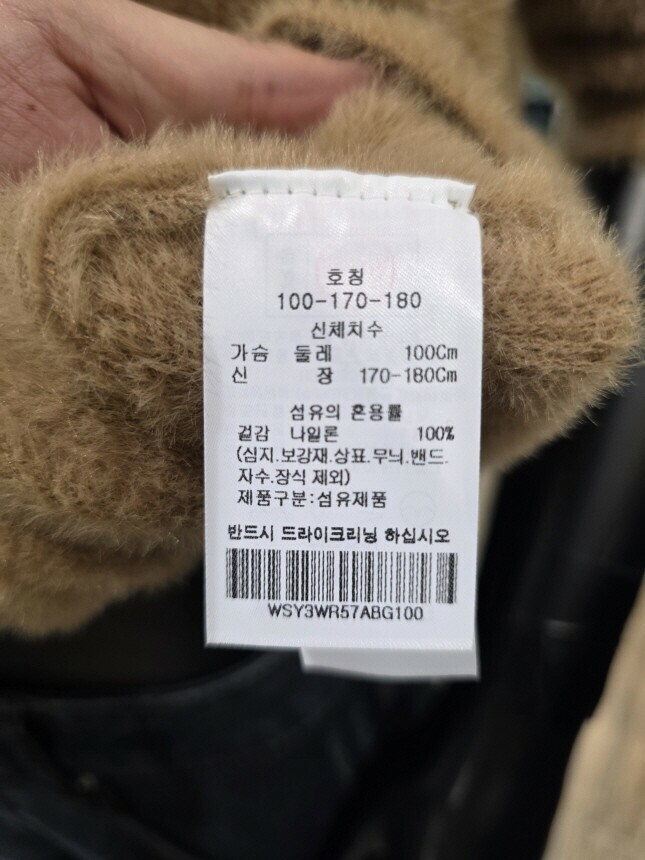 호칭
100-170-180
신체치수
가슴 둘레 100Cm
신 장 170-180Cm
섬유의 혼용률
겉감 나일론 100%
(심지.보강재.상표.무늬.밴드.
자수.장식 제외)
제품구분:섬유제품
반드시 드라이크리닝 하십시오
WSY3WR57ABG100